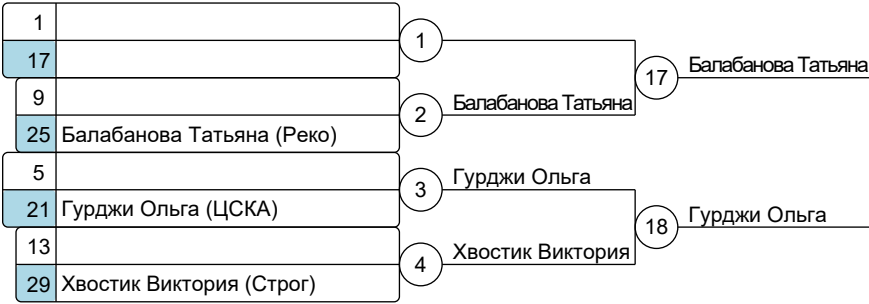 1
17
1
9
25 Балабанова Татьяна (Реко)
2
Балабанова Татьяна
17
Балабанова Татьяна
5
21 Гурджи Ольга (ЦСКА)
3
Гурджи Ольга
13
29 Хвостик Виктория (Строг)
4
Хвостик Виктория
18
Гурджи Ольга